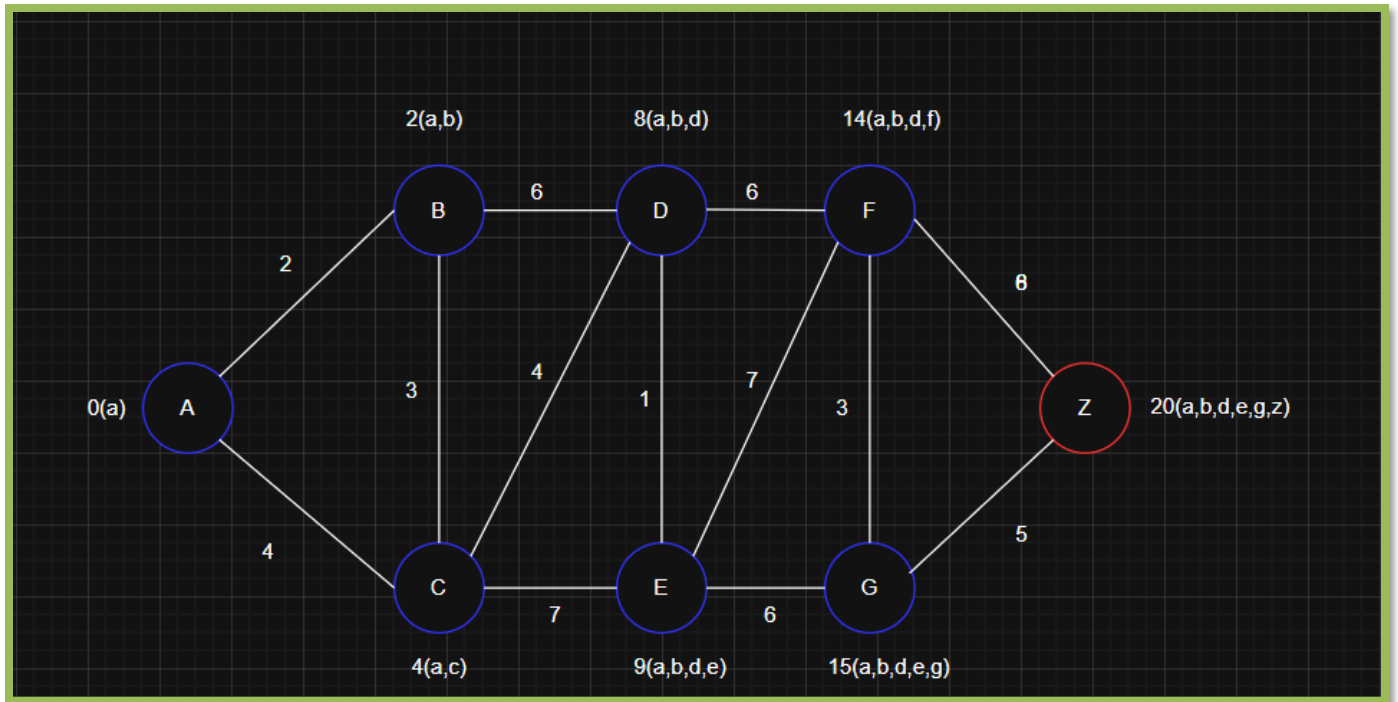 2(a,b)
8(a,b,d)
14(a,b,d,f)
B
6
D
6
F
2
3
4
1
7
3
0(a)
A
Z
20(a,b,d,e,g,z)
4
5
C
7
E
6
G
4(a,c)
9(a,b,d,e)
15(a,b,d,e,g)